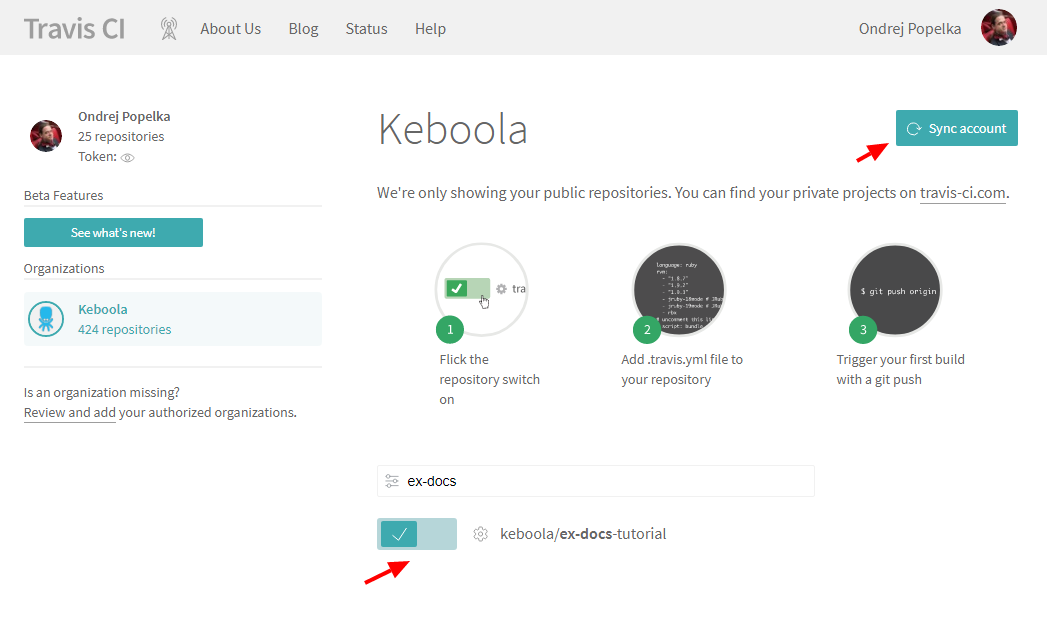 Travis CI
About Us
Blog
Status
Help
Ondrej Popelka
Ondrej Popelka
25 repositories
Token:
Beta Features
See what's new!
Organizations
Keboola
424 repositories
Is an organization missing?
Review and add your authorized organizations.
Keboola
Sync account
We're only showing your public repositories. You can find your private projects on travis-ci.com.
tra
1
Flick the
repository switch
on
language: ruby
rvm:
- "1.8.7"
- "1.9.2"
- "1.9.3"
- jruby-18mode # JRub
- jruby-19mode # JRu
- rbx
# uncomment this li
script: bundle
2
Add .travis.yml file to
your repository
$ git push origin
3
Trigger your first build
with a git push
ex-docs
keboola/ex-docs-tutorial